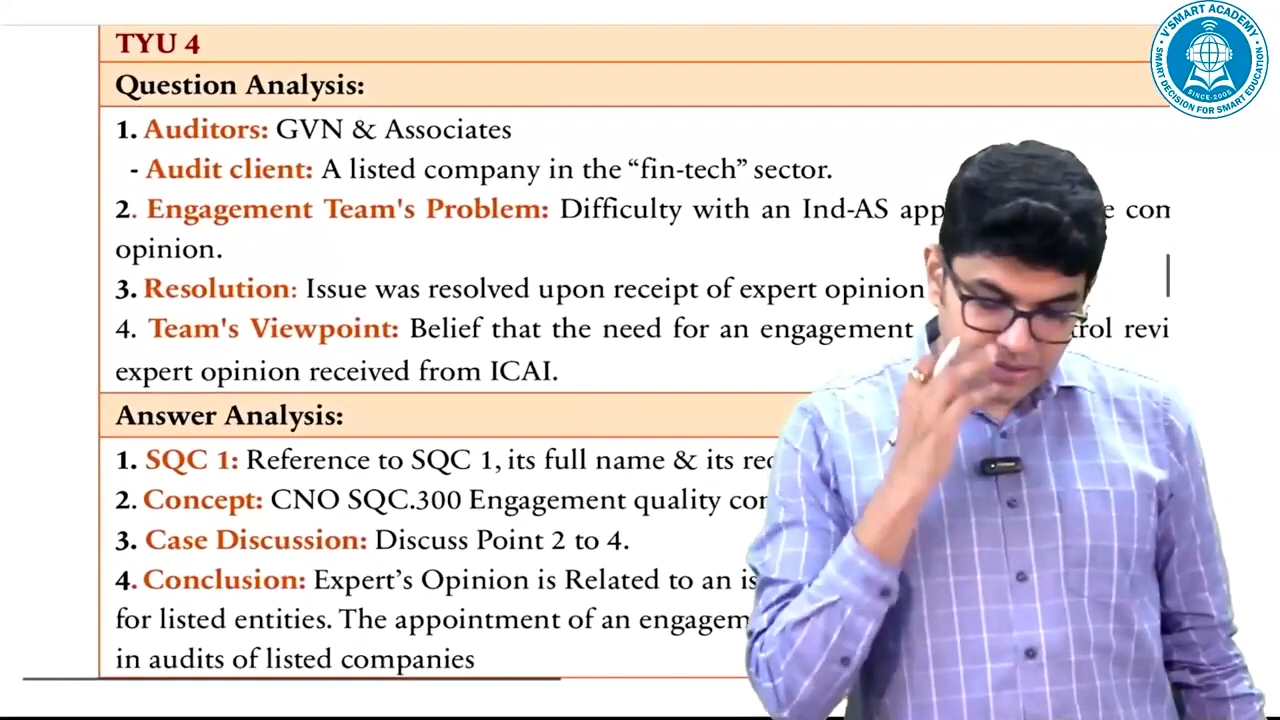 TYU 4
Question Analysis:
1. Auditors: GVN & Associates
- Audit client: A listed company in the “fin-tech” sector.
2. Engagement Team's Problem: Difficulty with an Ind-AS
opinion.
3. Resolution: Issue was resolved upon receipt of expert opinion
4. Team's Viewpoint: Belief that the need for an engagement
expert opinion received from ICAI.
Answer Analysis:
1. SQC 1: Reference to SQC 1, its full name & its
2. Concept: CNO SQC.300 Engagement quality
3. Case Discussion: Discuss Point 2 to 4.
4. Conclusion: Expert’s Opinion is Related to an
for listed entities. The appointment of an
in audits of listed companies
V'SMART ACADEMY
SMART DECISION FOR SMART EDUCATION
SINCE-2005